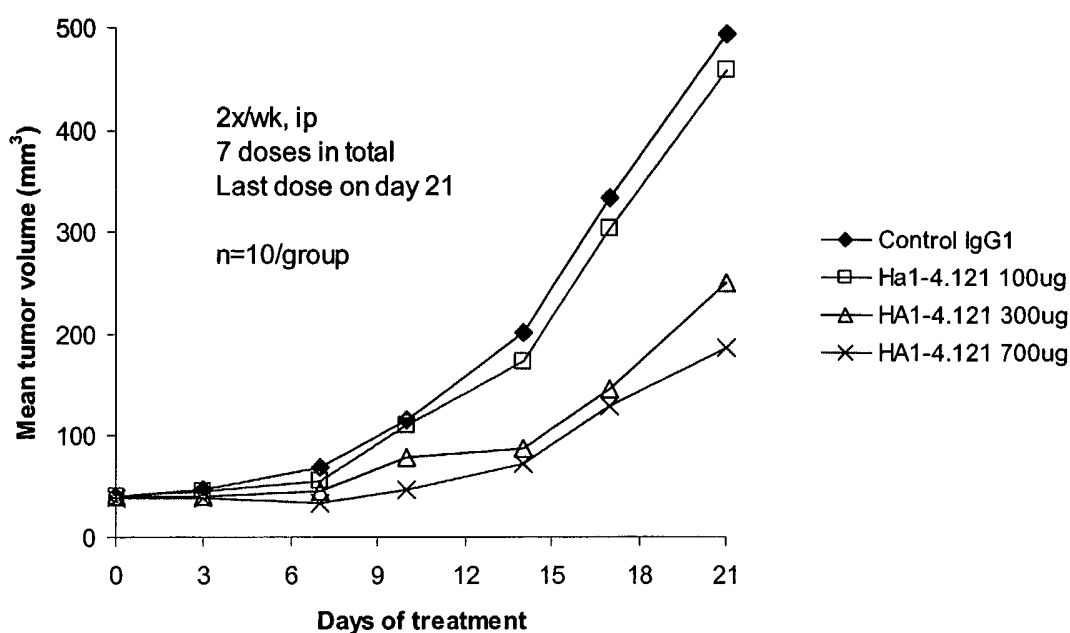 500
400
300
200
100
0
Mean tumor volume (mm³)
2x/wk, ip
7 doses in total
Last dose on day 21
n=10/group
Control IgG1
Ha1-4.121 100ug
HA1-4.121 300ug
HA1-4.121 700ug
0 3 6 9 12 15 18 21
Days of treatment